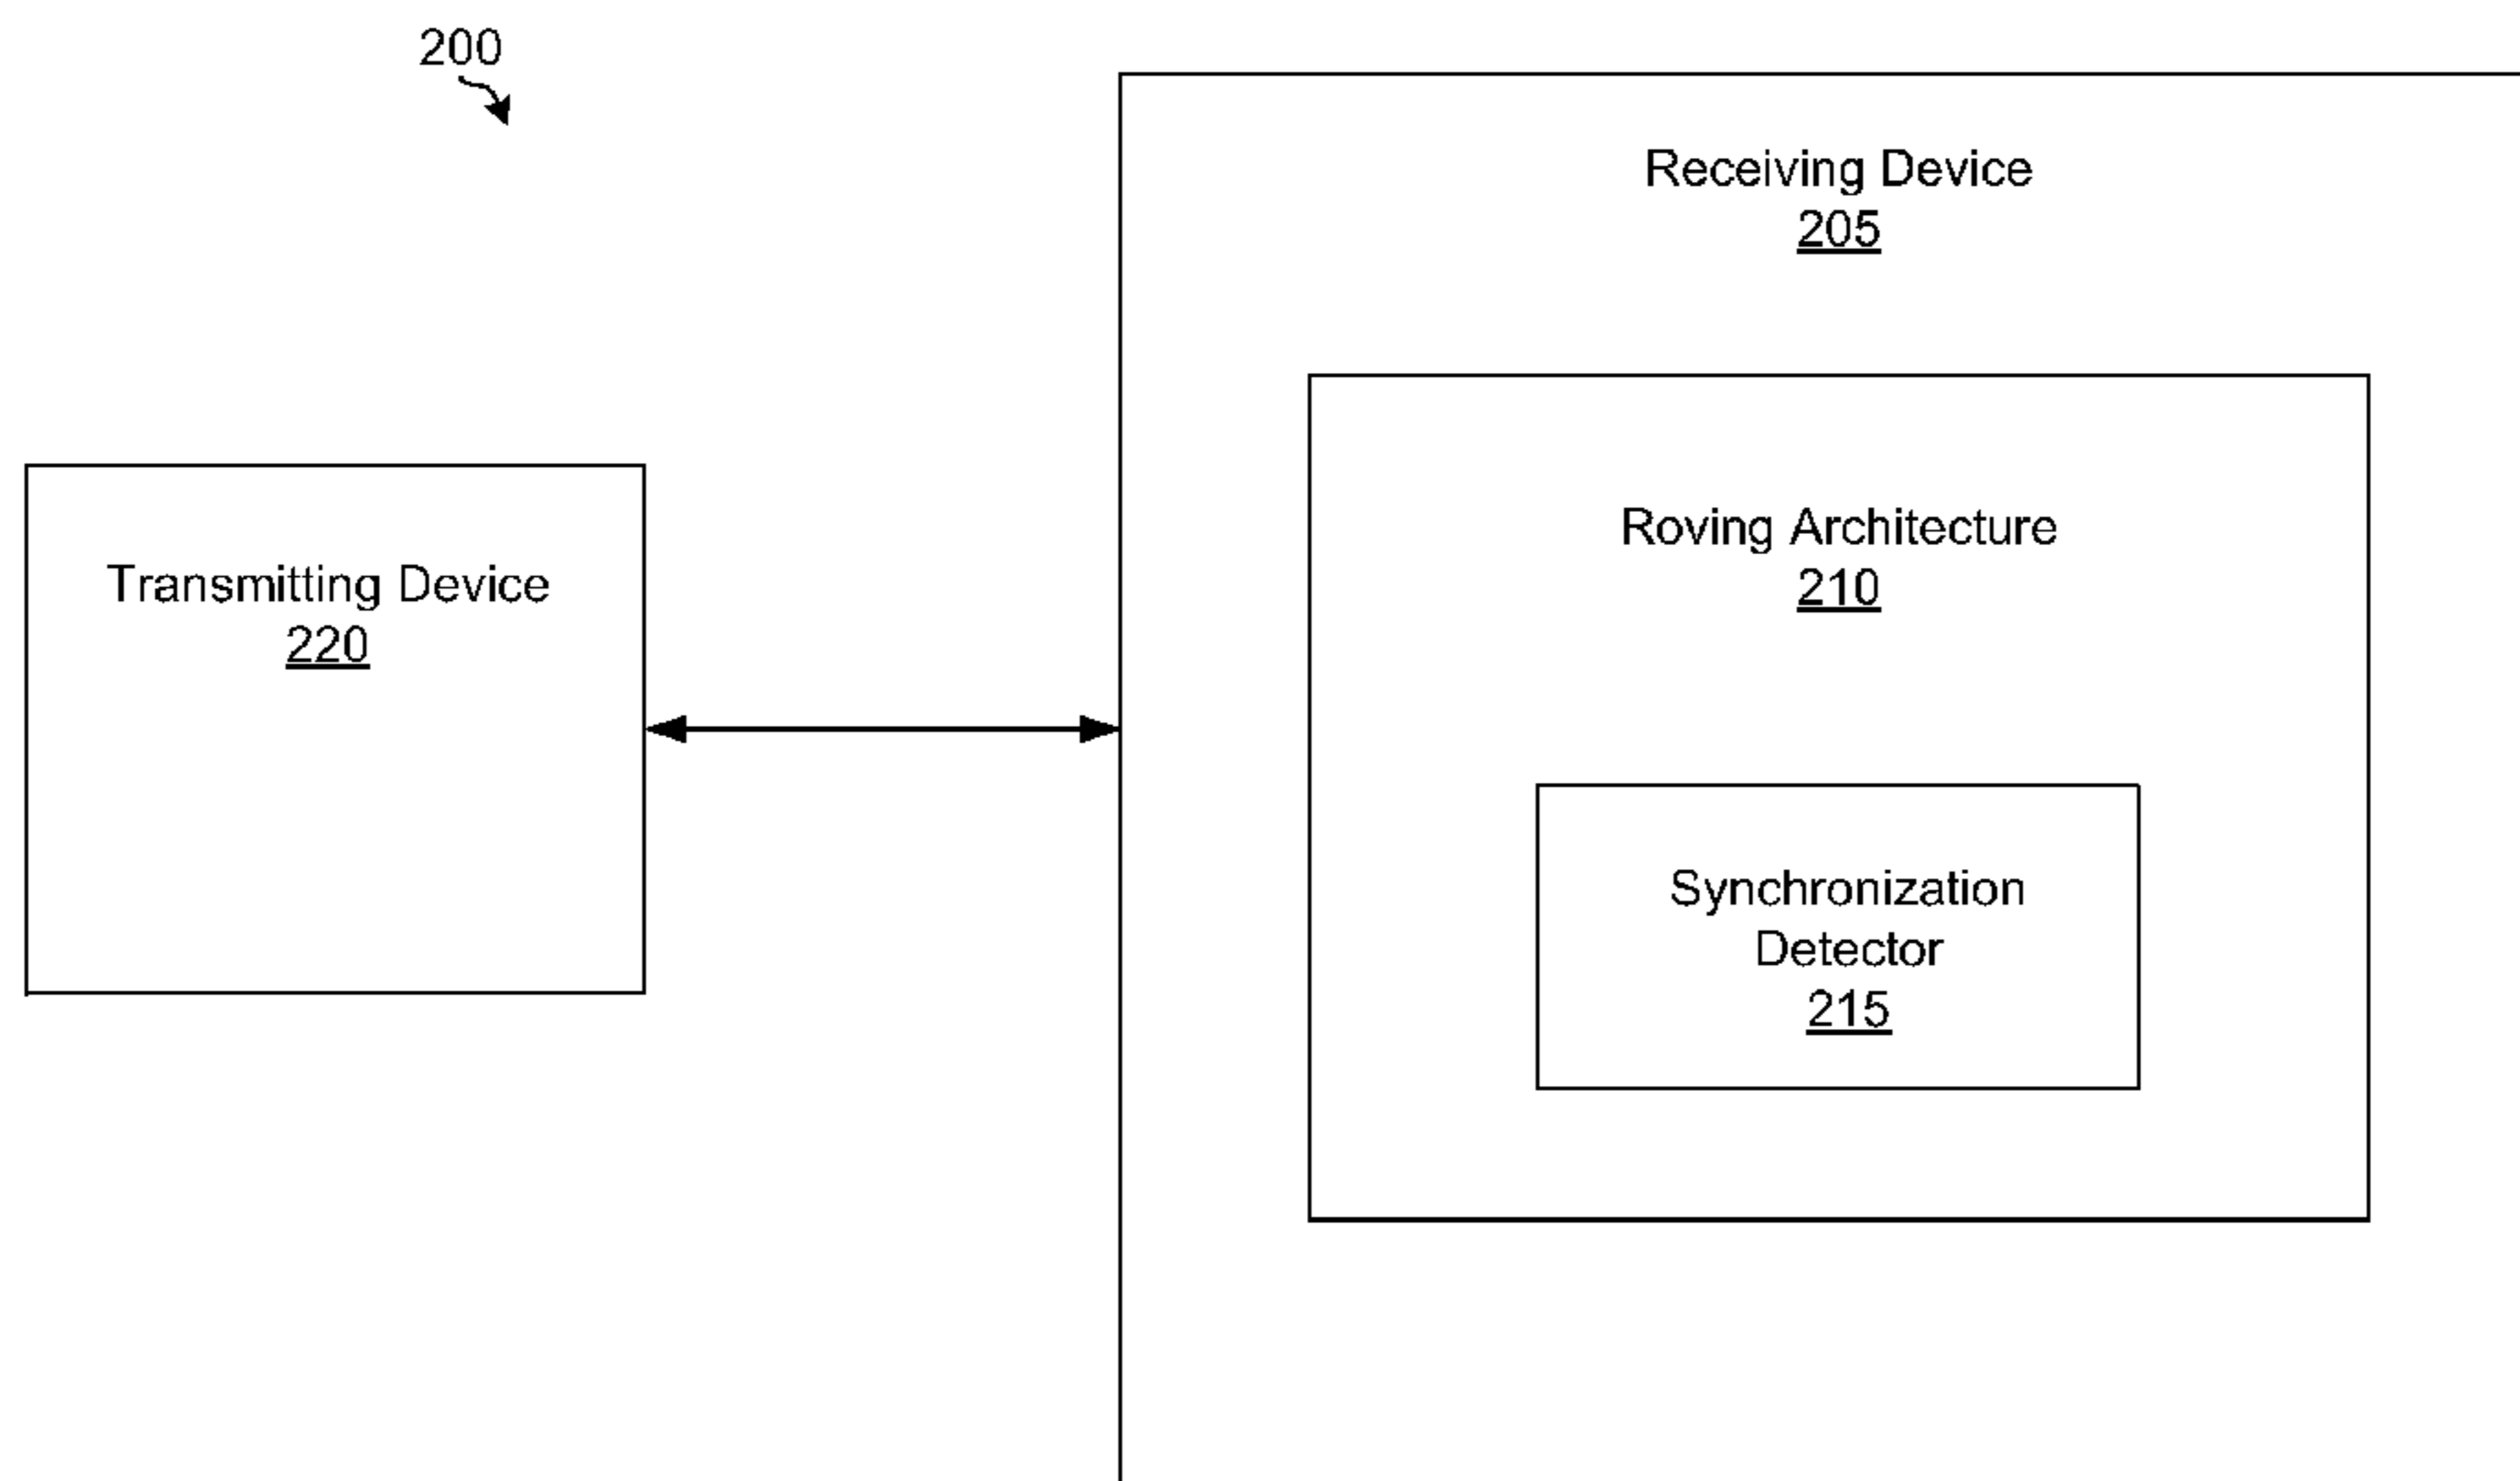 200
Receiving Device
205
Roving Architecture
210
Transmitting Device
220
Synchronization
Detector
215